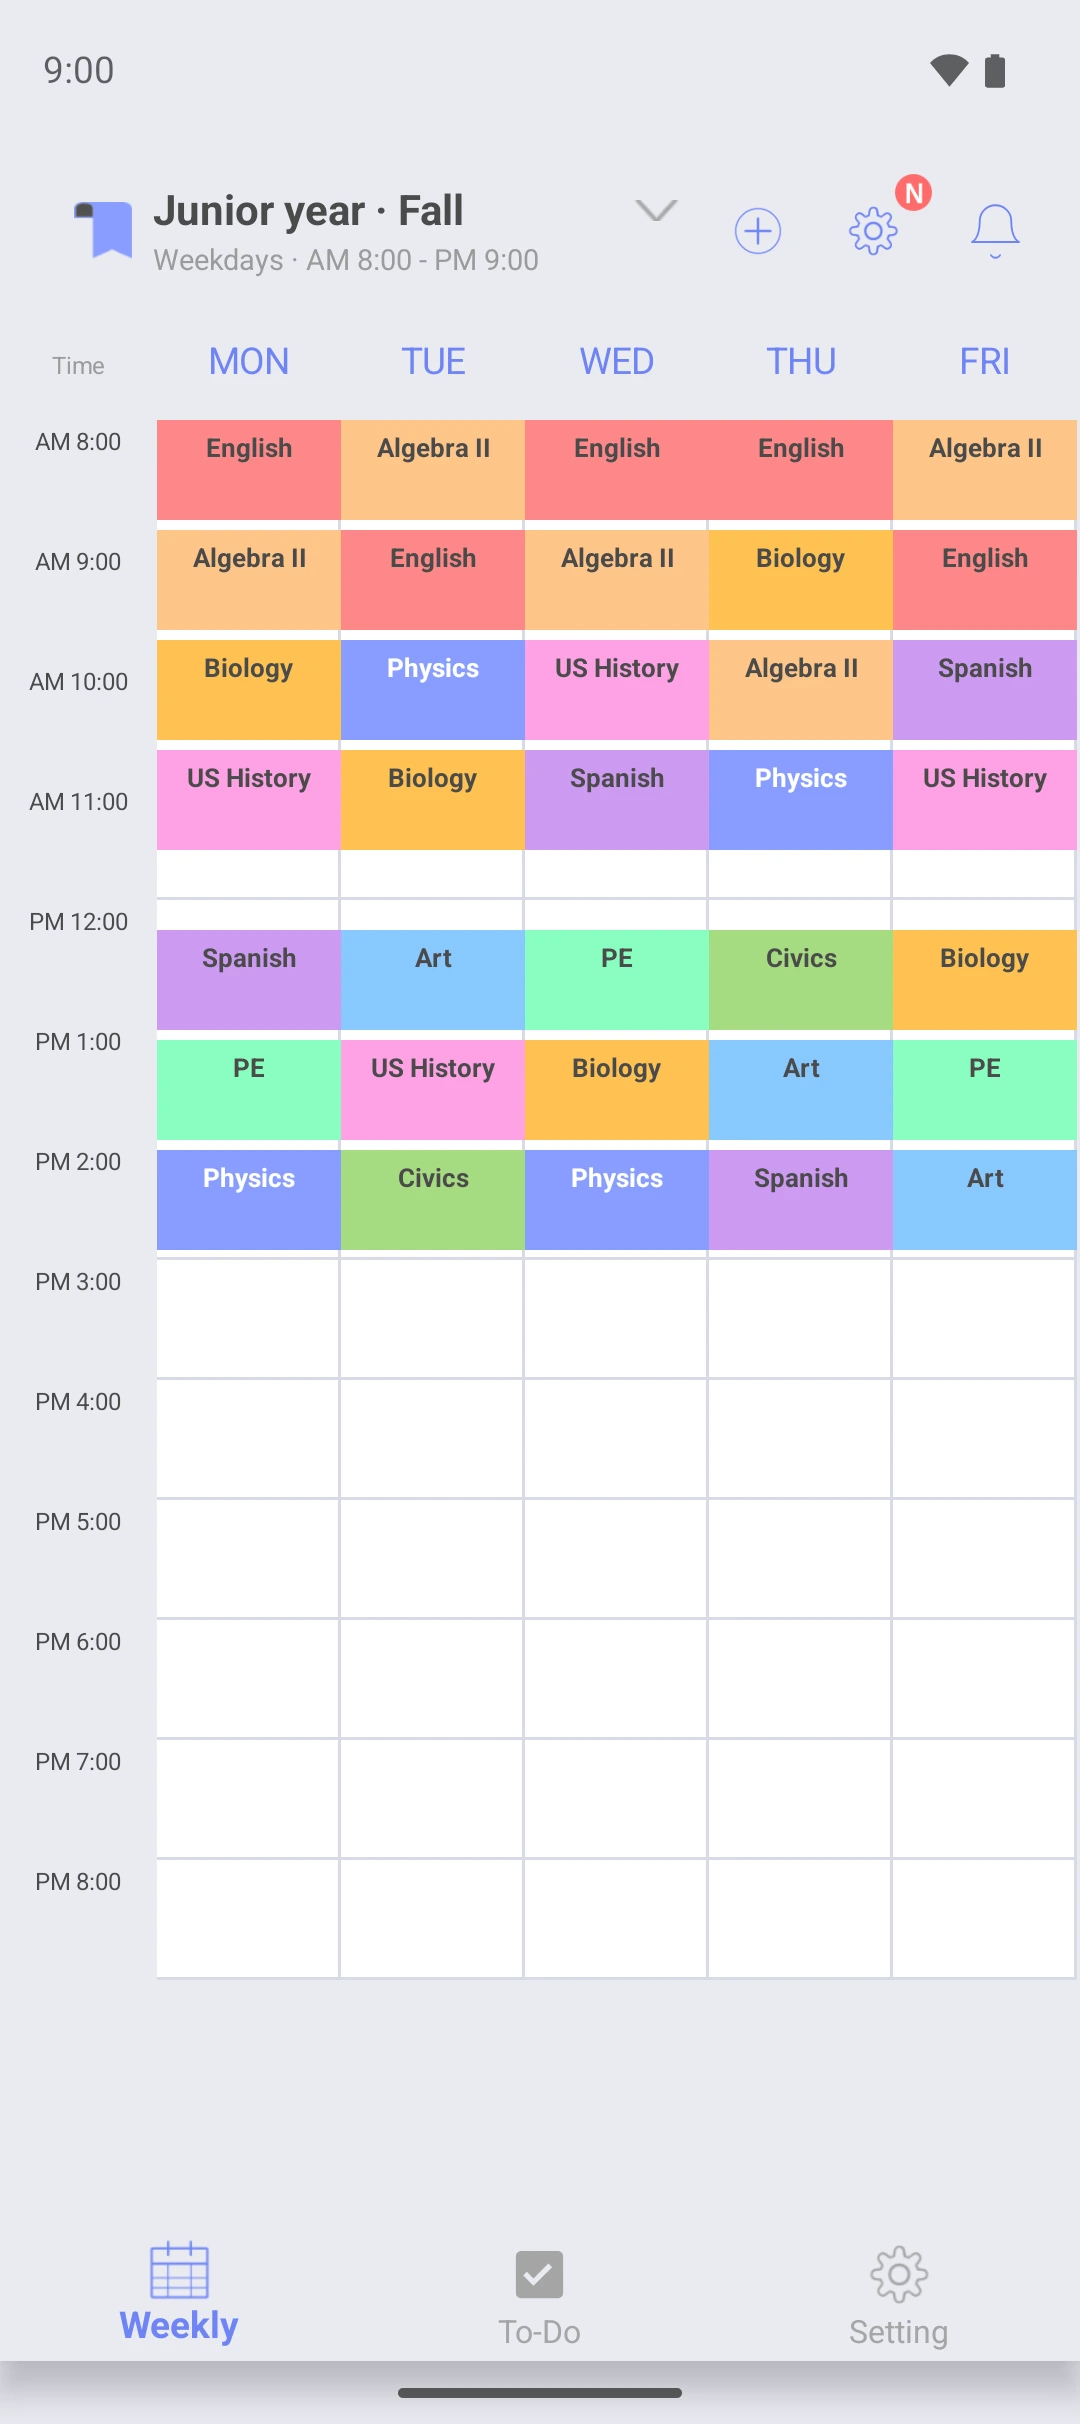 9:00
Junior year · Fall
N
Weekdays · AM 8:00 - PM 9:00
Time MON TUE WED THU FRI
AM 8:00 English Algebra II English English Algebra II
AM 9:00 Algebra II English Algebra II Biology English
AM 10:00 Biology Physics US History Algebra II Spanish
AM 11:00 US History Biology Spanish Physics US History
PM 12:00
Spanish Art PE Civics Biology
PM 1:00
PE US History Biology Art PE
PM 2:00
Physics Civics Physics Spanish Art
PM 3:00
PM 4:00
PM 5:00
PM 6:00
PM 7:00
PM 8:00
Weekly To-Do Setting